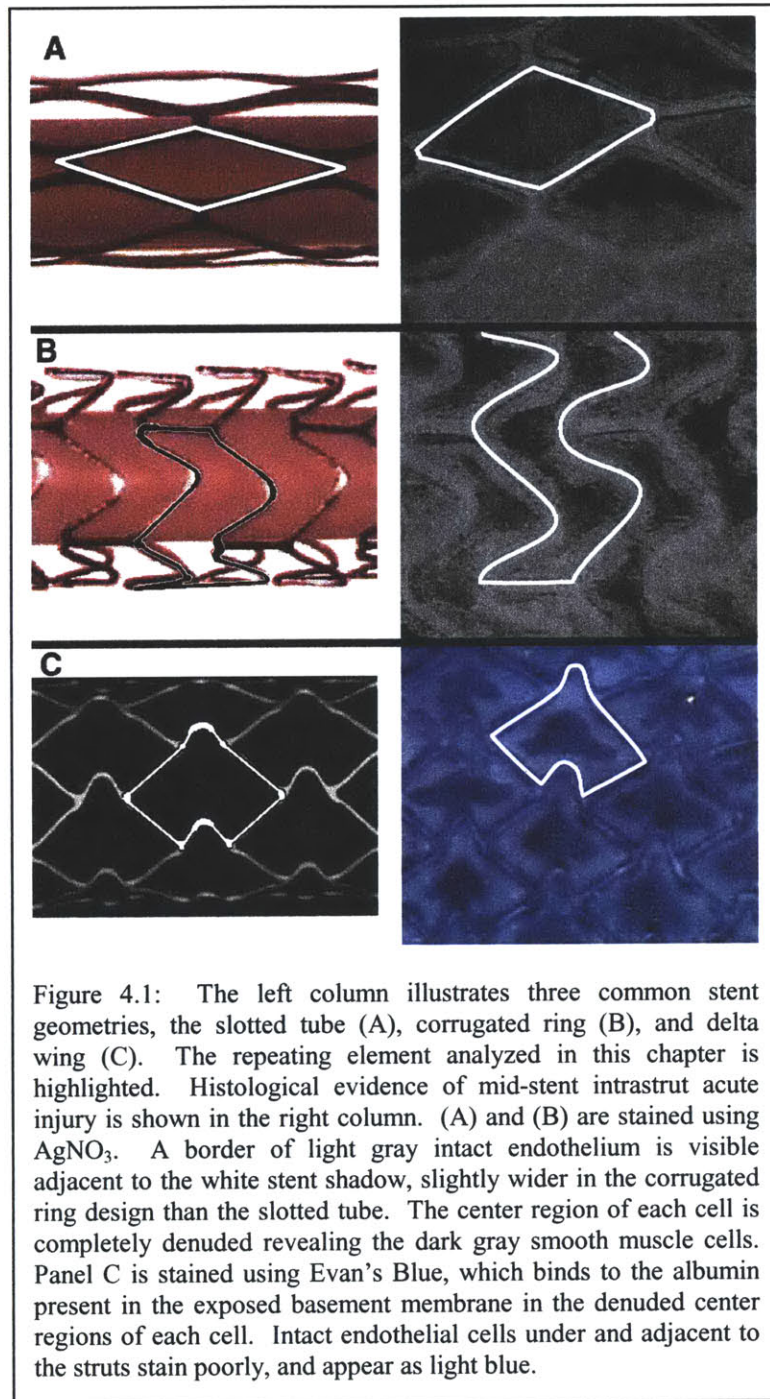 A
B
C
Figure 4.1: The left column illustrates three common stent
geometries, the slotted tube (A), corrugated ring (B), and delta
wing (C). The repeating element analyzed in this chapter is
highlighted. Histological evidence of mid-stent intrastrut acute
injury is shown in the right column. (A) and (B) are stained using
AgNO3. A border of light gray intact endothelium is visible
adjacent to the white stent shadow, slightly wider in the corrugated
ring design than the slotted tube. The center region of each cell is
completely denuded revealing the dark gray smooth muscle cells.
Panel C is stained using Evan's Blue, which binds to the albumin
present in the exposed basement membrane in the denuded center
regions of each cell. Intact endothelial cells under and adjacent to
the struts stain poorly, and appear as light blue.